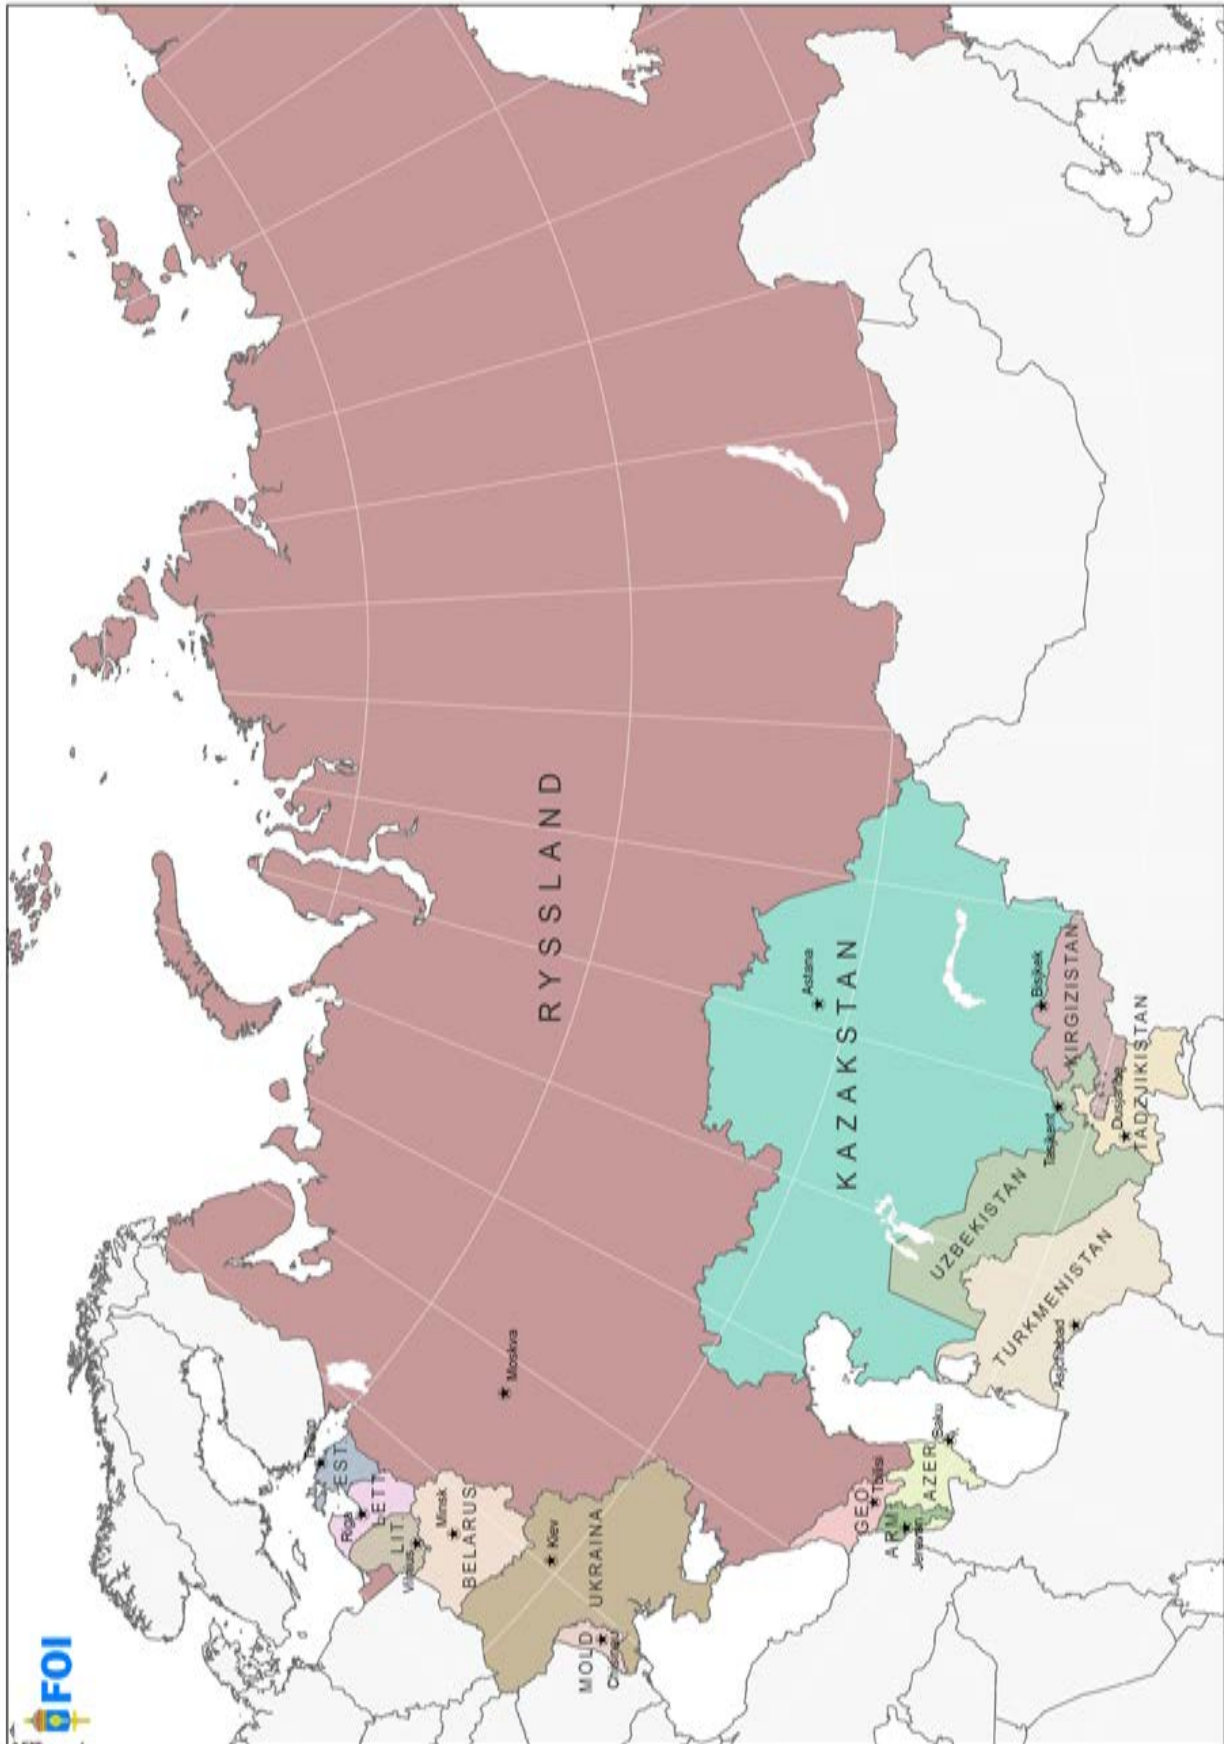 FOI
RYSSLAND
KAZAKSTAN
Astana
Moskva
Tallinn
EST
Riga
LETT
LIT
Vilnius
Minsk
BELARUS
Kiev
UKRAINA
MOLD
GEO
Tbilisi
ARM
Jerevan
AZER
Baku
UZBEKISTAN
Tasjkent
TURKMENISTAN
Asjchabad
Bisjkek
KIRGIZISTAN
Dusjanbe
TADZJIKISTAN